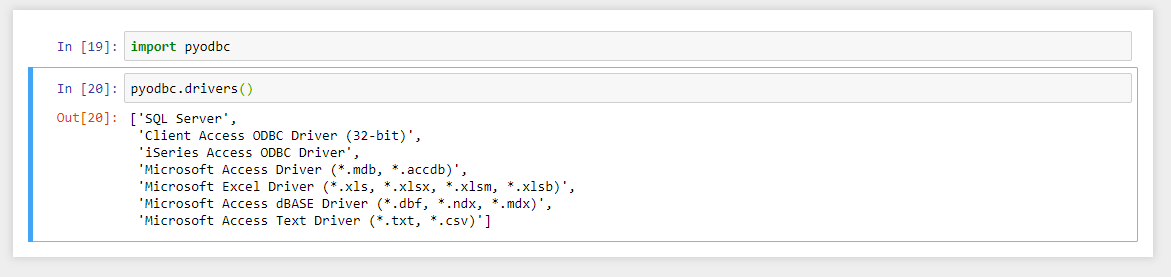 In [19]: import pyodbc
In [20]: pyodbc.drivers()
Out[20]: ['SQL Server',
'Client Access ODBC Driver (32-bit)',
'iSeries Access ODBC Driver',
'Microsoft Access Driver (*.mdb, *.accdb)',
'Microsoft Excel Driver (*.xls, *.xlsx, *.xlsm, *.xlsb)',
'Microsoft Access dBASE Driver (*.dbf, *.ndx, *.mdx)',
'Microsoft Access Text Driver (*.txt, *.csv)']